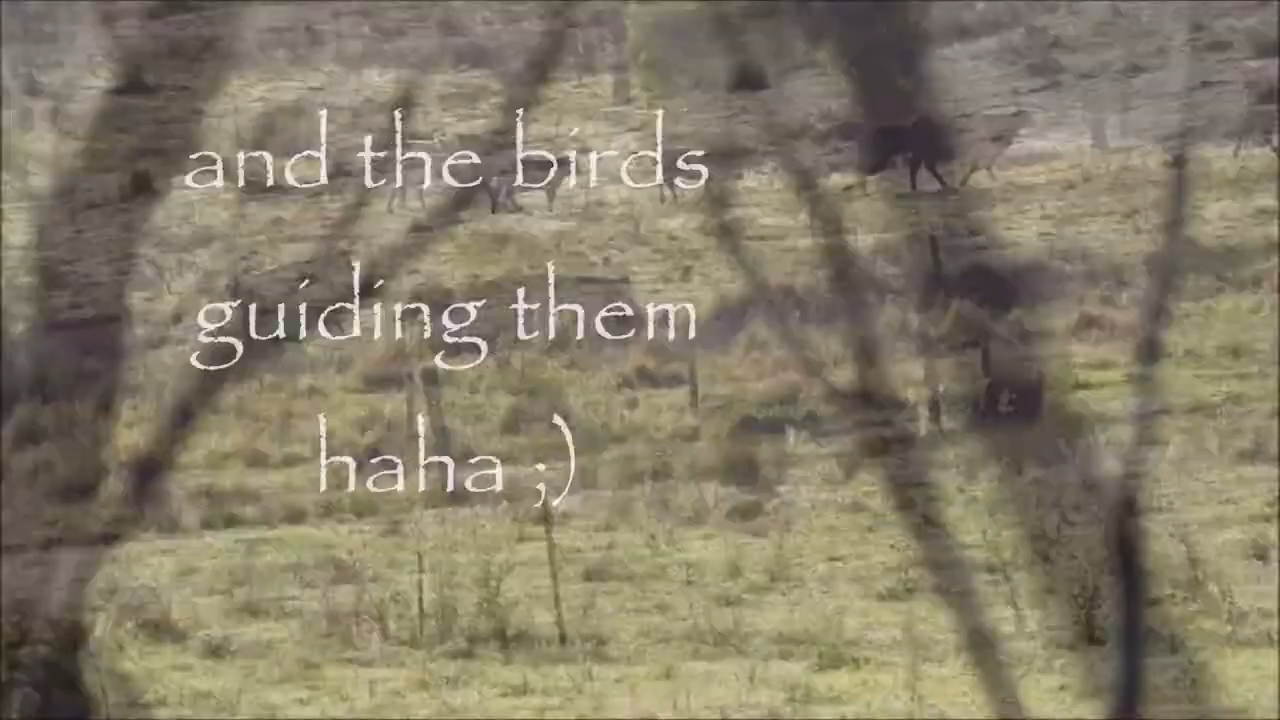 and the birds
guiding them
haha ;)